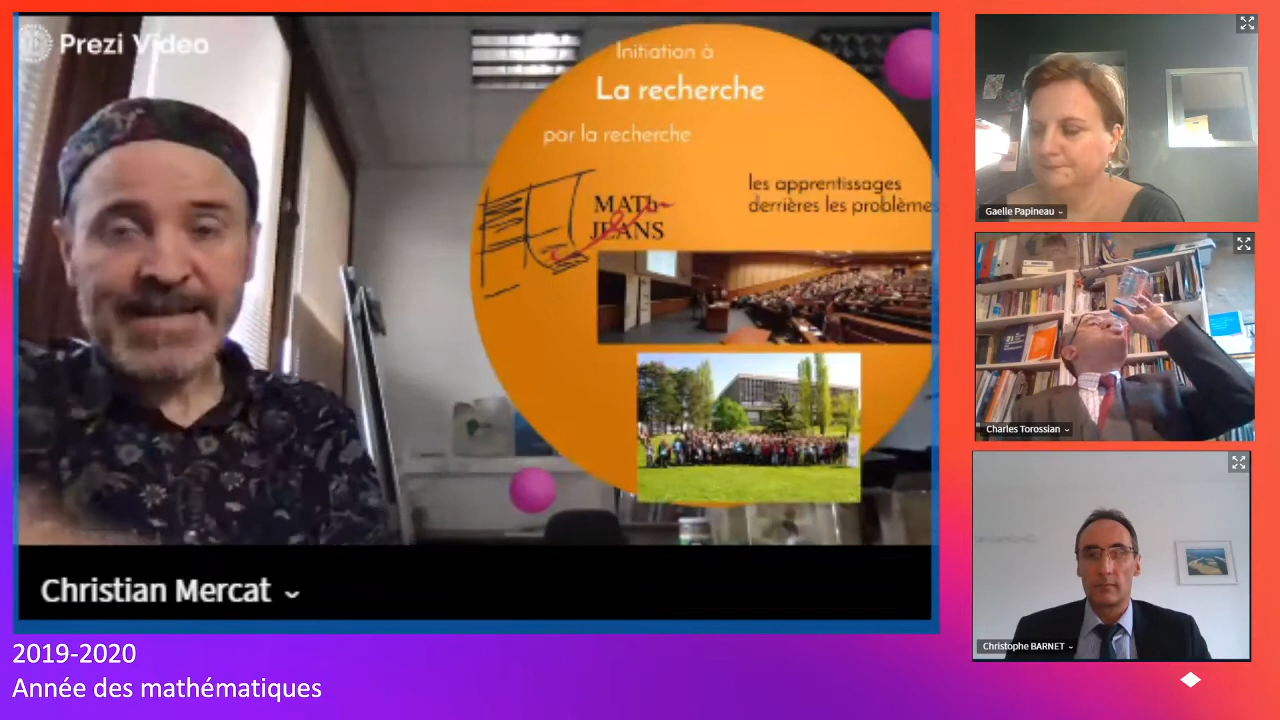 Prezi Video
Initiation à
La recherche
par la recherche
MATh
JEANS
les apprentissages
derrières les problèmes
Christian Mercat
Gaelle Papineau
Charles Torossian
Christophe BARNET
2019-2020
Année des mathématiques